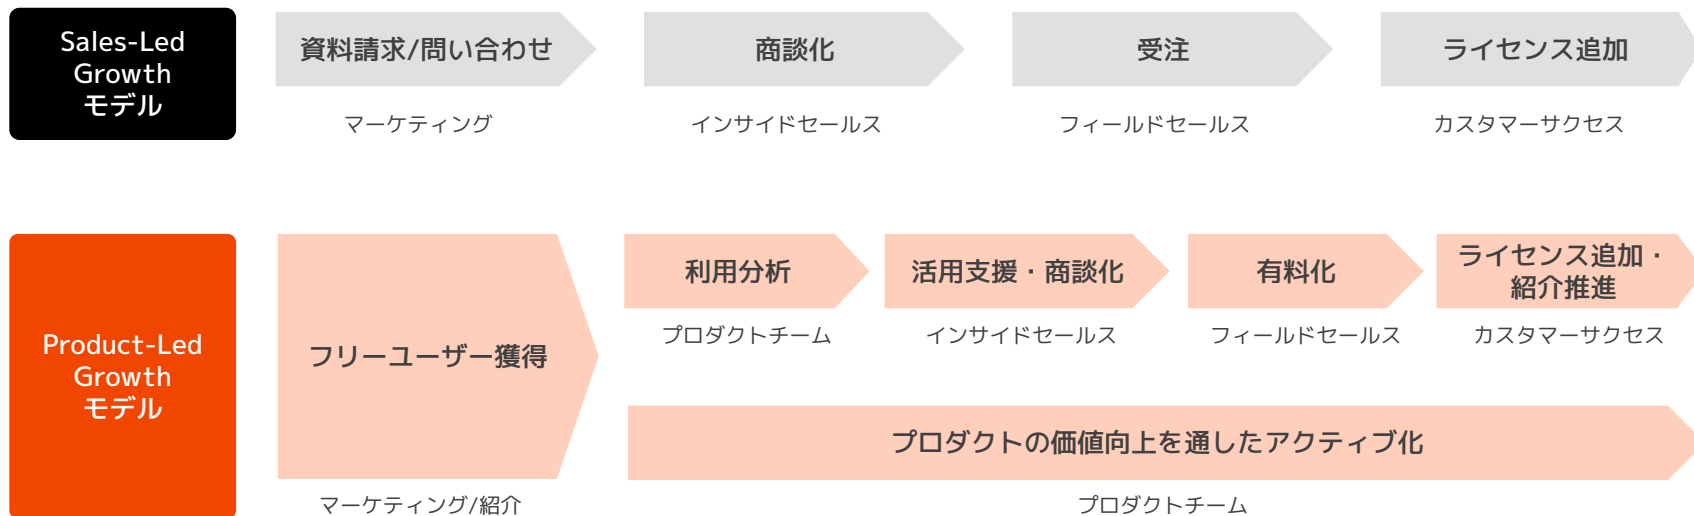 Sales-Led
Growth
モデル
資料請求/問い合わせ
商談化
受注
ライセンス追加
マーケティング
インサイドセールス
フィールドセールス
カスタマーサクセス
Product-Led
Growth
モデル
フリーユーザー獲得
マーケティング/紹介
利用分析
活用支援・商談化
有料化
ライセンス追加・
紹介推進
プロダクトチーム
インサイドセールス
フィールドセールス
カスタマーサクセス
プロダクトの価値向上を通したアクティブ化
プロダクトチーム